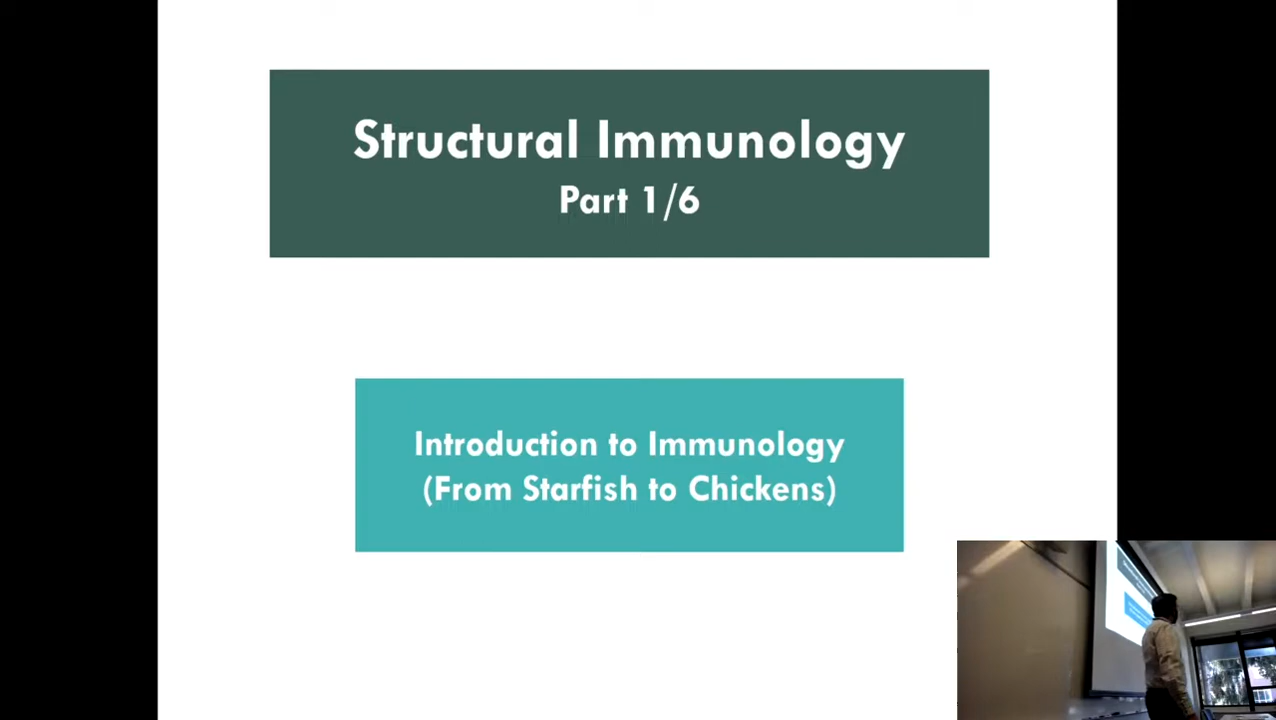 Structural Immunology
Part 1/6
Introduction to Immunology
(From Starfish to Chickens)